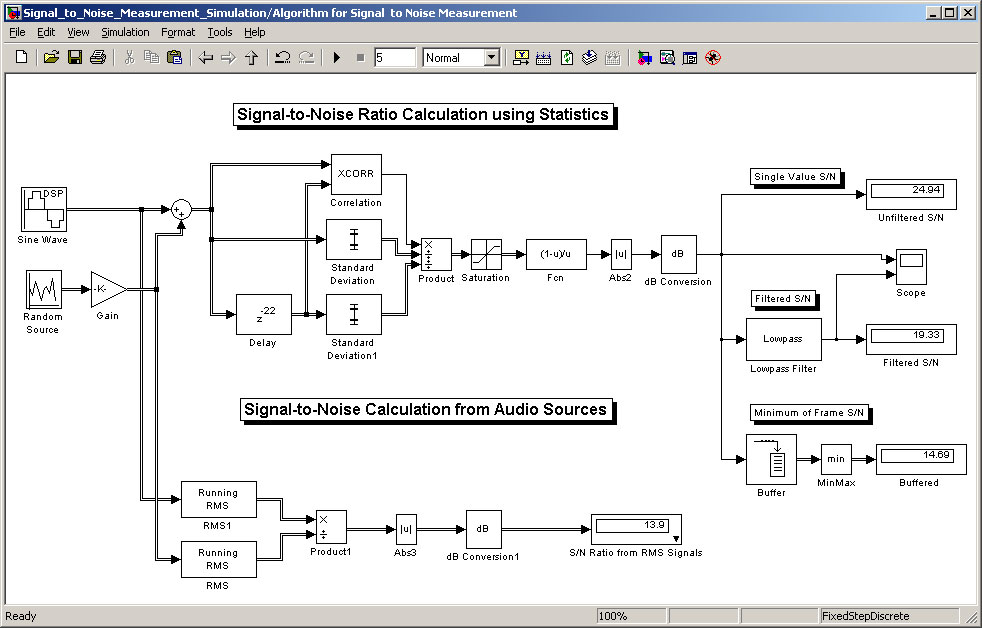 Signal_to_Noise_Measurement_Simulation/Algorithm for Signal to Noise Measurement
File Edit View Simulation Format Tools Help
5 Normal
Signal-to-Noise Ratio Calculation using Statistics
DSP
Sine Wave
Random
Source
-K-
Gain
+
+
XCORR
Correlation
Standard
Deviation
-22
z
Delay
Standard
Deviation1
×
÷
÷
Product
Saturation
(1-u)/u
Fcn
|u|
Abs2
dB
dB Conversion
Single Value S/N
24.94
Unfiltered S/N
Scope
Filtered S/N
Lowpass
Lowpass Filter
19.33
Filtered S/N
Minimum of Frame S/N
Buffer
min
MinMax
14.69
Buffered
Signal-to-Noise Calculation from Audio Sources
Running
RMS
RMS1
Running
RMS
RMS
×
÷
Product1
|u|
Abs3
dB
dB Conversion1
13.9
S/N Ratio from RMS Signals
Ready 100% FixedStepDiscrete